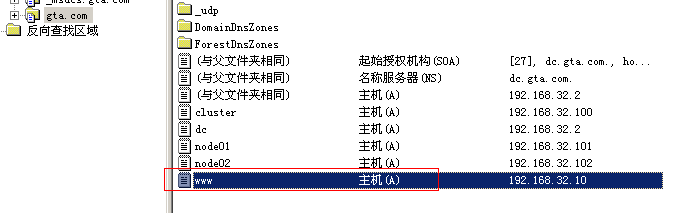 _msdcs.gta.com
gta.com
反向查找区域
_udp
DomainDnsZones
ForestDnsZones
(与父文件夹相同) 起始授权机构(SOA) [27], dc.gta.com., ho...
(与父文件夹相同) 名称服务器(NS) dc.gta.com.
(与父文件夹相同) 主机(A) 192.168.32.2
cluster 主机(A) 192.168.32.100
dc 主机(A) 192.168.32.2
node01 主机(A) 192.168.32.101
node02 主机(A) 192.168.32.102
www 主机(A) 192.168.32.10